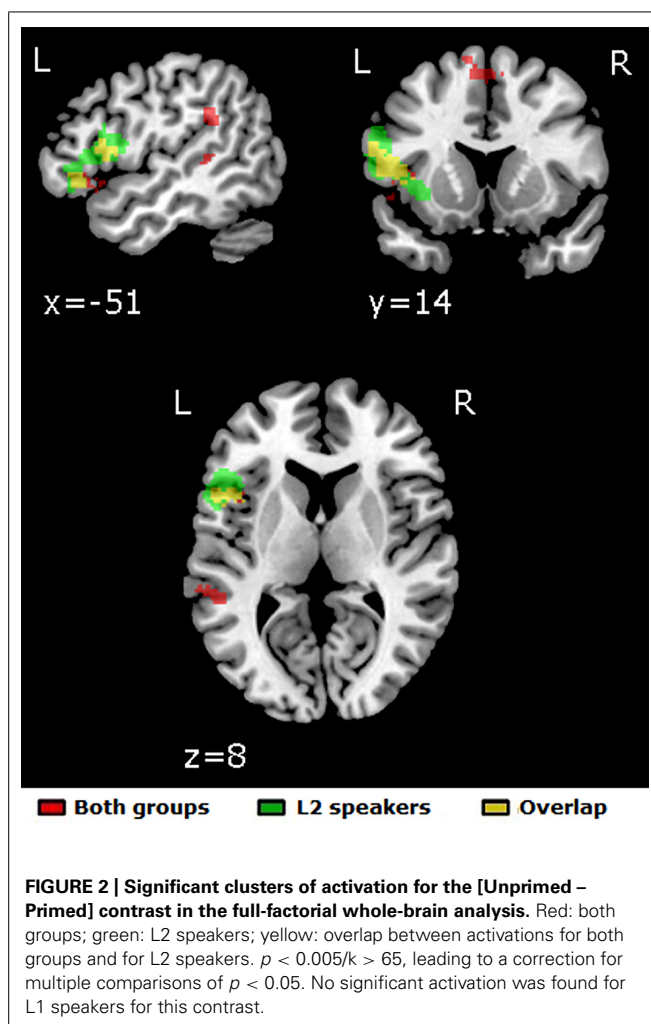 L
L
R
x=-51
y=14
L
R
z=8
Both groups
L2 speakers
Overlap
FIGURE 2 | Significant clusters of activation for the [Unprimed –
Primed] contrast in the full-factorial whole-brain analysis. Red: both
groups; green: L2 speakers; yellow: overlap between activations for both
groups and for L2 speakers. p < 0.005/k > 65, leading to a correction for
multiple comparisons of p < 0.05. No significant activation was found for
L1 speakers for this contrast.